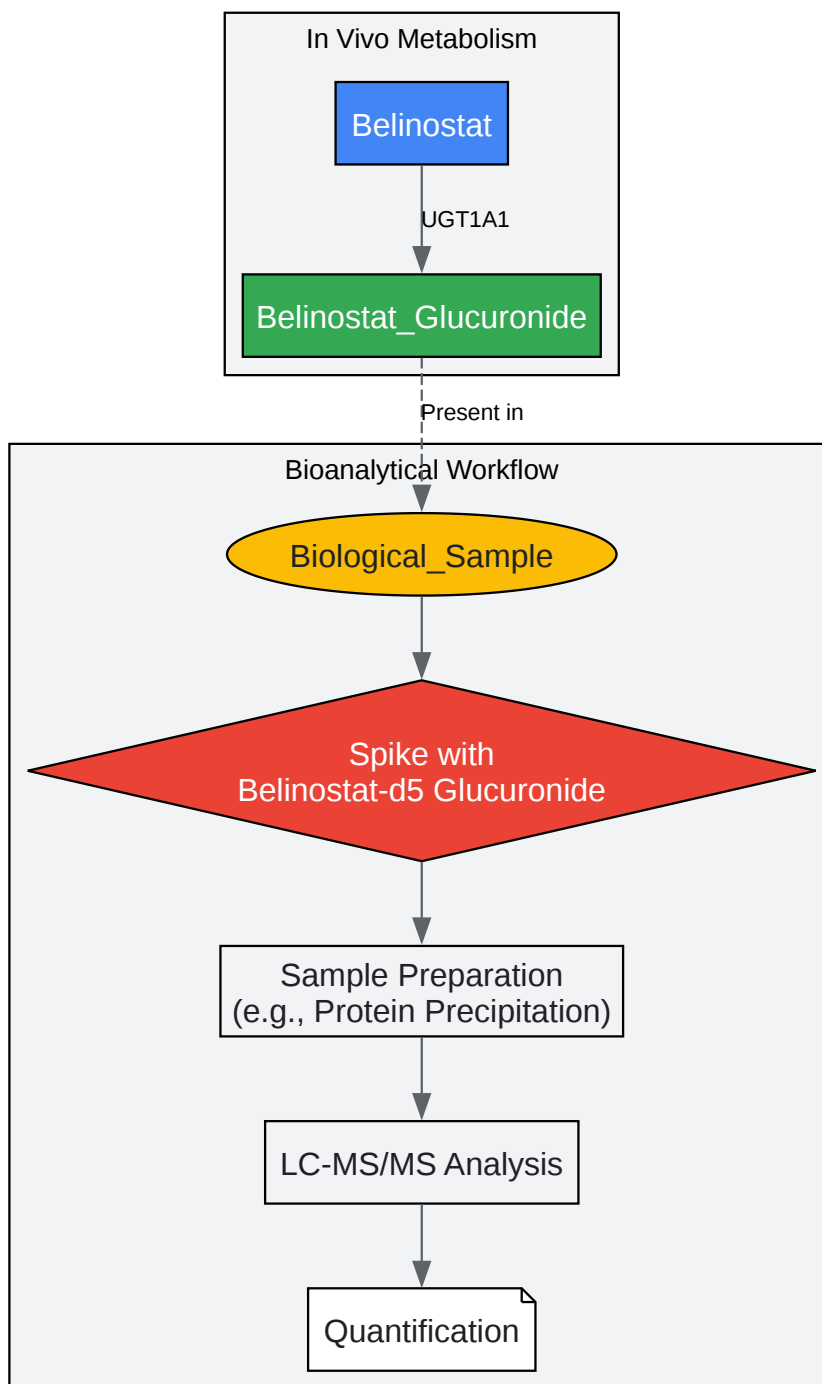 In Vivo Metabolism
Belinostat
UGT1A1
Belinostat_Glucuronide
Present in
Bioanalytical Workflow
Biological_Sample
Spike with
Belinostat-d5 Glucuronide
Sample Preparation
(e.g., Protein Precipitation)
LC-MS/MS Analysis
Quantification